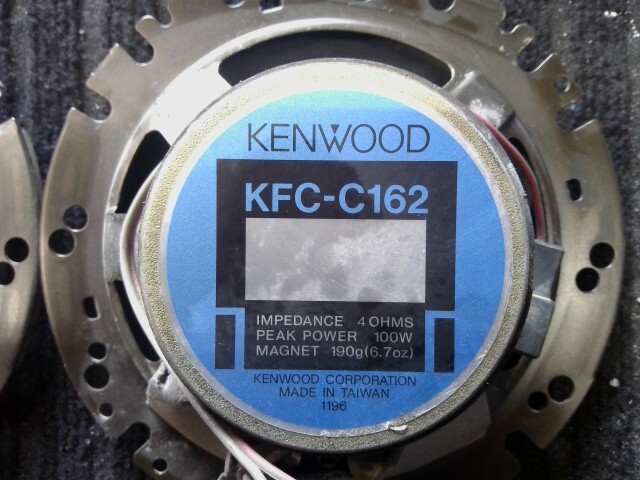 KENWOOD
KFC-C162
IMPEDANCE 4 OHMS
PEAK POWER 100W
MAGNET 190g(6.7oz)
KENWOOD CORPORATION
MADE IN TAIWAN
1196